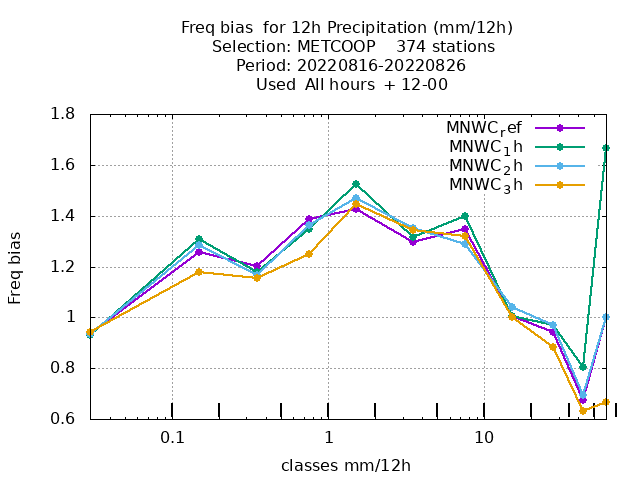 Freq bias  for 12h Precipitation (mm/12h)
Selection: METCOOP    374 stations
Period: 20220816-20220826
Used  All hours  + 12-00
MNWC_ref
MNWC_1h
MNWC_2h
MNWC_3h
1.8
1.6
1.4
1.2
1
0.8
0.6
Freq bias
0.1 1 10
classes mm/12h